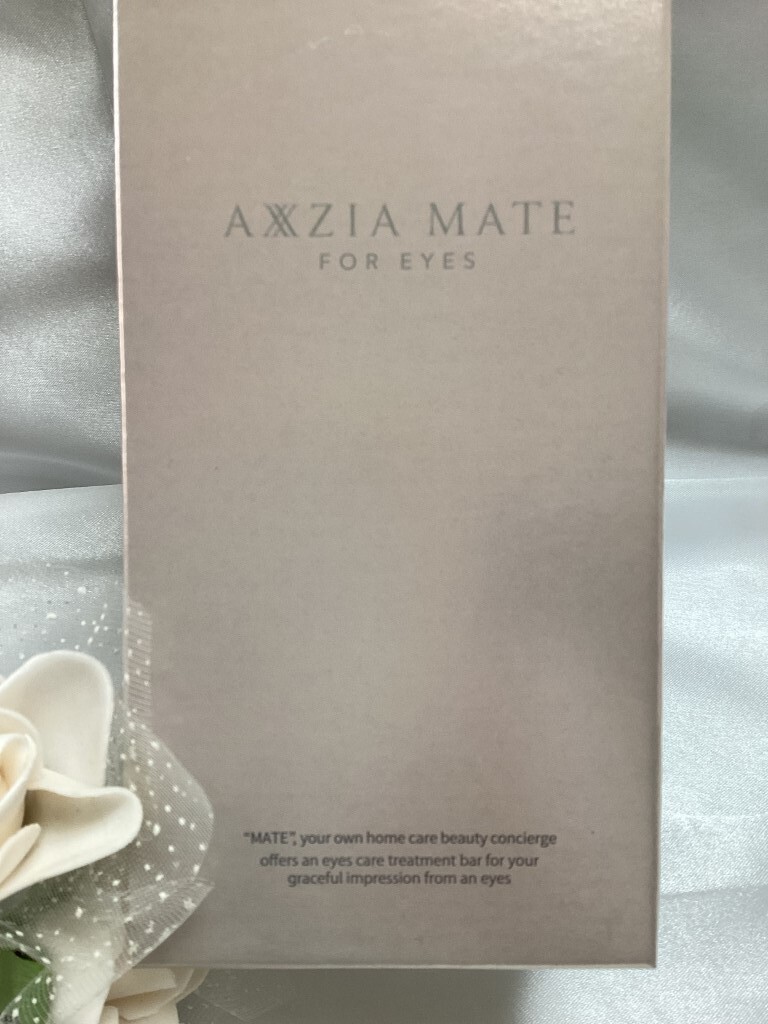 AXXZIA MATE
FOR EYES
"MATE", your own home care beauty concierge
offers an eyes care treatment bar for your
graceful impression from an eyes